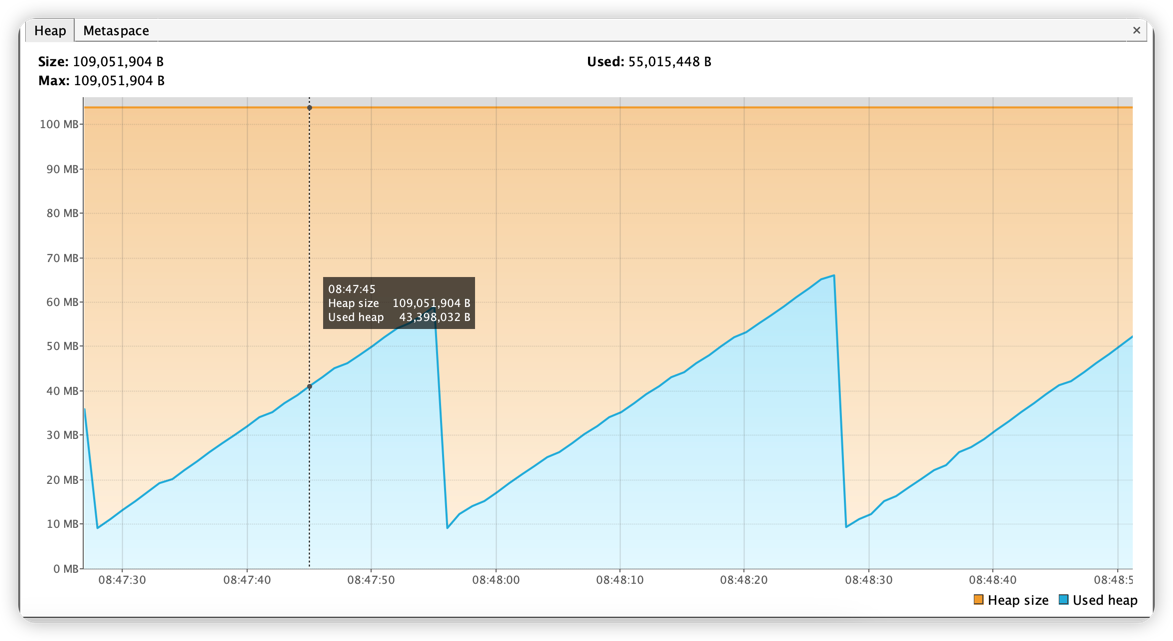 Heap Metaspace ×
Size: 109,051,904 B Used: 55,015,448 B
Max: 109,051,904 B
100 MB
90 MB
80 MB
70 MB
60 MB
50 MB
40 MB
30 MB
20 MB
10 MB
0 MB
08:47:45
Heap size 109,051,904 B
Used heap 43,398,032 B
08:47:30 08:47:40 08:47:50 08:48:00 08:48:10 08:48:20 08:48:30 08:48:40 08:48:5
Heap size Used heap